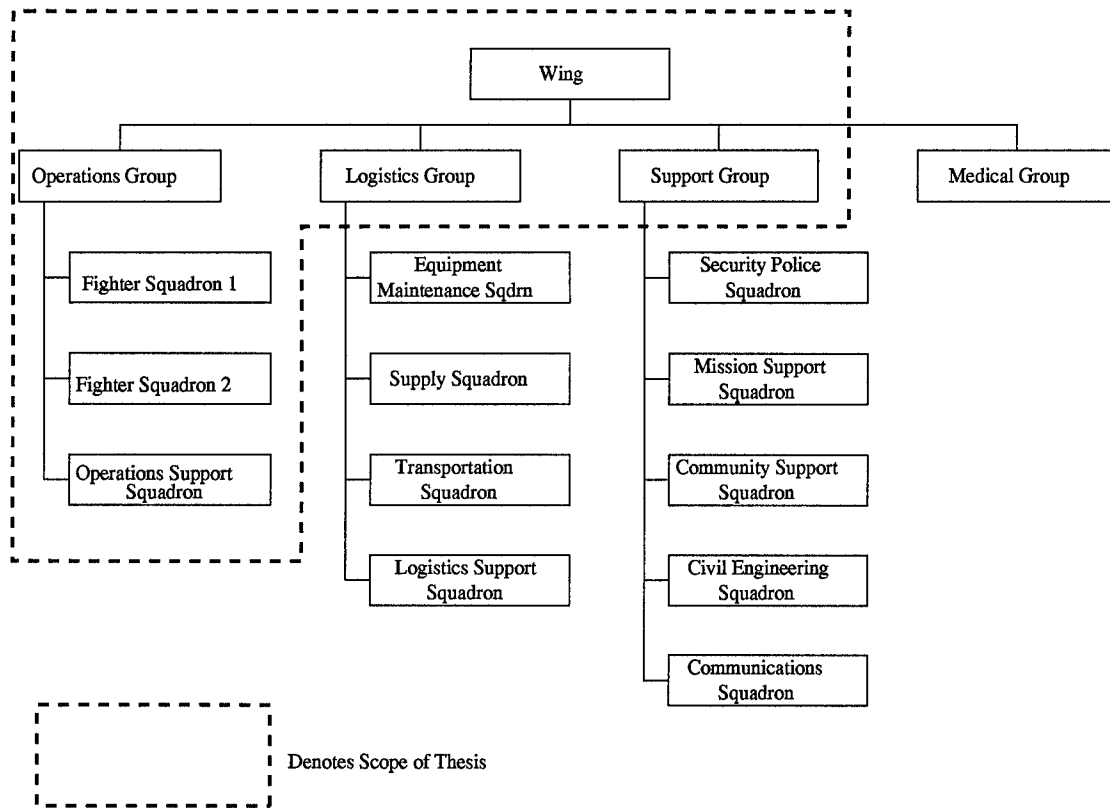 Wing
Operations Group
Logistics Group
Support Group
Medical Group
Fighter Squadron 1
Fighter Squadron 2
Operations Support
Squadron
Equipment
Maintenance Sqdrn
Supply Squadron
Transportation
Squadron
Logistics Support
Squadron
Security Police
Squadron
Mission Support
Squadron
Community Support
Squadron
Civil Engineering
Squadron
Communications
Squadron
Denotes Scope of Thesis